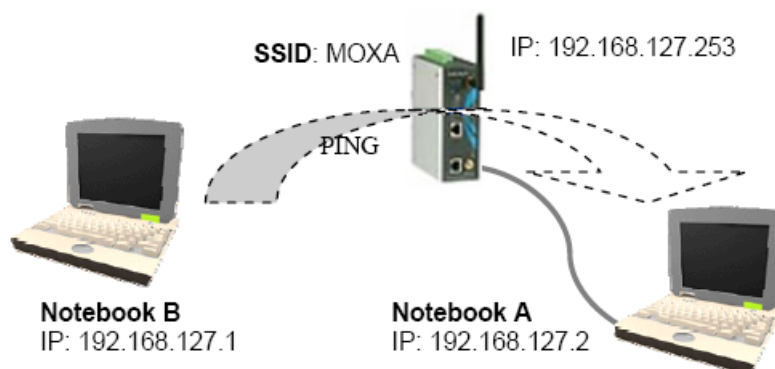 SSID: MOXA
IP: 192.168.127.253
PING
Notebook B
IP: 192.168.127.1
Notebook A
IP: 192.168.127.2